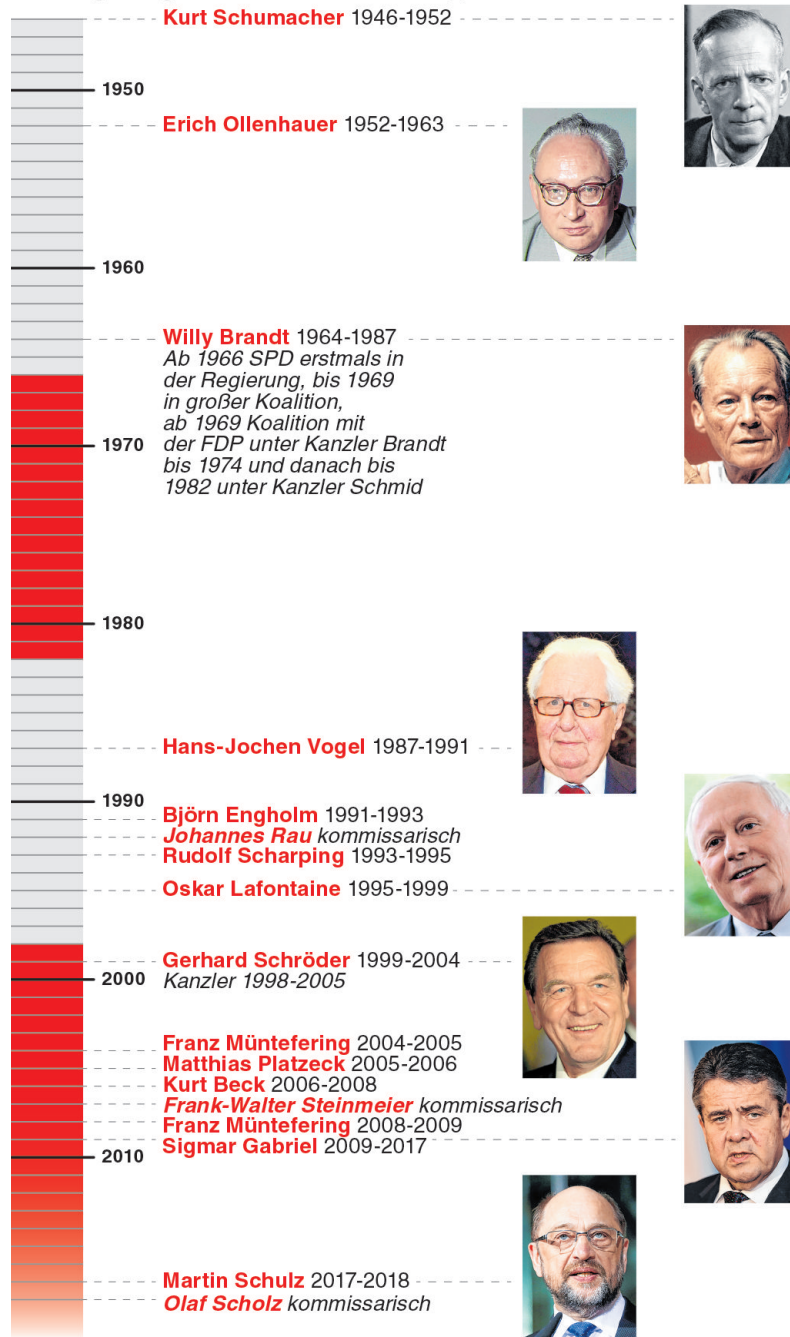 Kurt Schumacher 1946-1952
1950
Erich Ollenhauer 1952-1963
1960
Willy Brandt 1964-1987
Ab 1966 SPD erstmals in
der Regierung, bis 1969
in großer Koalition,
ab 1969 Koalition mit
1970
der FDP unter Kanzler Brandt
bis 1974 und danach bis
1982 unter Kanzler Schmid
1980
Hans-Jochen Vogel 1987-1991
1990
Björn Engholm 1991-1993
Johannes Rau kommissarisch
Rudolf Scharping 1993-1995
Oskar Lafontaine 1995-1999
Gerhard Schröder 1999-2004
2000
Kanzler 1998-2005
Franz Müntefering 2004-2005
Matthias Platzeck 2005-2006
Kurt Beck 2006-2008
Frank-Walter Steinmeier kommissarisch
Franz Müntefering 2008-2009
Sigmar Gabriel 2009-2017
2010
Martin Schulz 2017-2018
Olaf Scholz kommissarisch